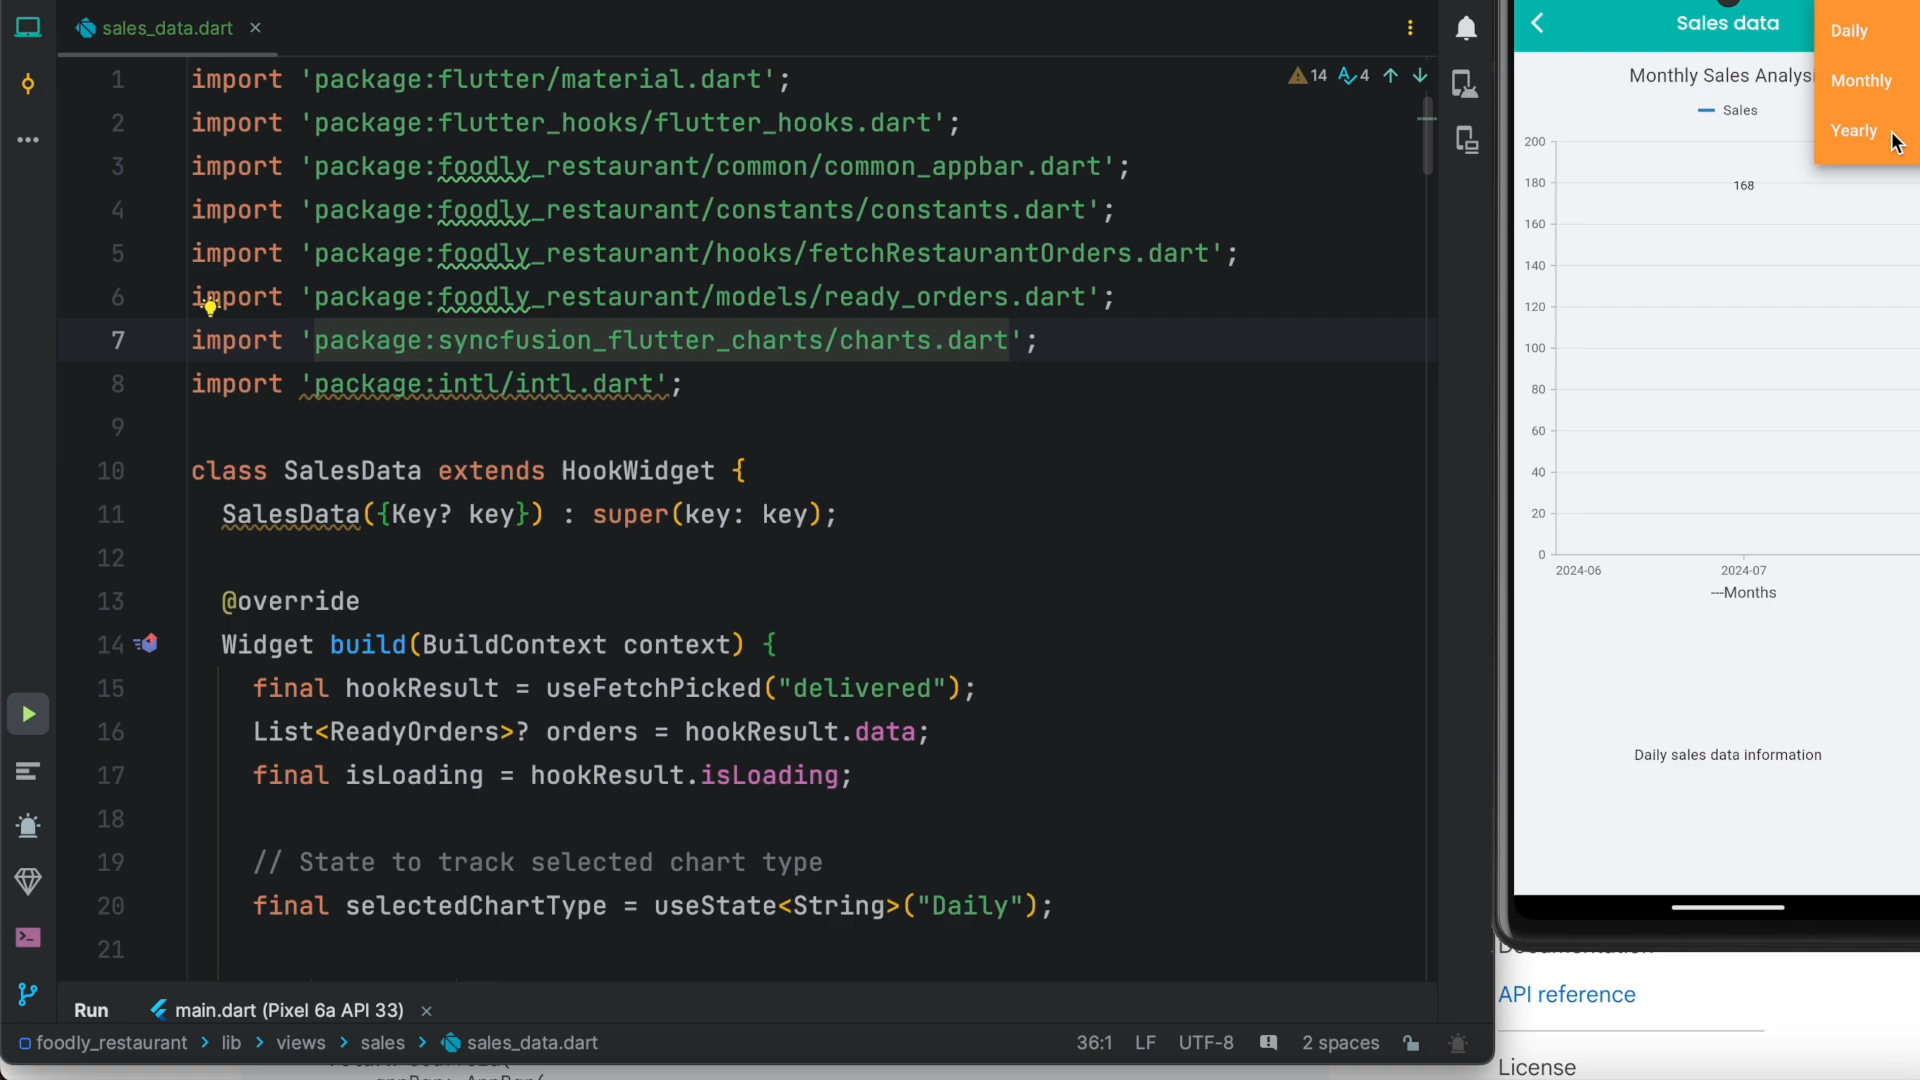 sales_data.dart
14 4
1 import 'package:flutter/material.dart';
2 import 'package:flutter_hooks/flutter_hooks.dart';
3 import 'package:foodly_restaurant/common/common_appbar.dart';
4 import 'package:foodly_restaurant/constants/constants.dart';
5 import 'package:foodly_restaurant/hooks/fetchRestaurantOrders.dart';
6 import 'package:foodly_restaurant/models/ready_orders.dart';
7 import 'package:syncfusion_flutter_charts/charts.dart';
8 import 'package:intl/intl.dart';
9
10 class SalesData extends HookWidget {
11 SalesData({Key? key}) : super(key: key);
12
13 @override
14 Widget build(BuildContext context) {
15 final hookResult = useFetchPicked("delivered");
16 List<ReadyOrders>? orders = hookResult.data;
17 final isLoading = hookResult.isLoading;
18
19 // State to track selected chart type
20 final selectedChartType = useState<String>("Daily");
21
Run main.dart (Pixel 6a API 33)
foodly_restaurant > lib > views > sales > sales_data.dart
36:1 LF UTF-8 2 spaces
Sales data
Daily
Monthly
Yearly
Monthly Sales Analysi
Sales
200
180
168
160
140
120
100
80
60
40
20
0
2024-06 2024-07
---Months
Daily sales data information
API reference
License